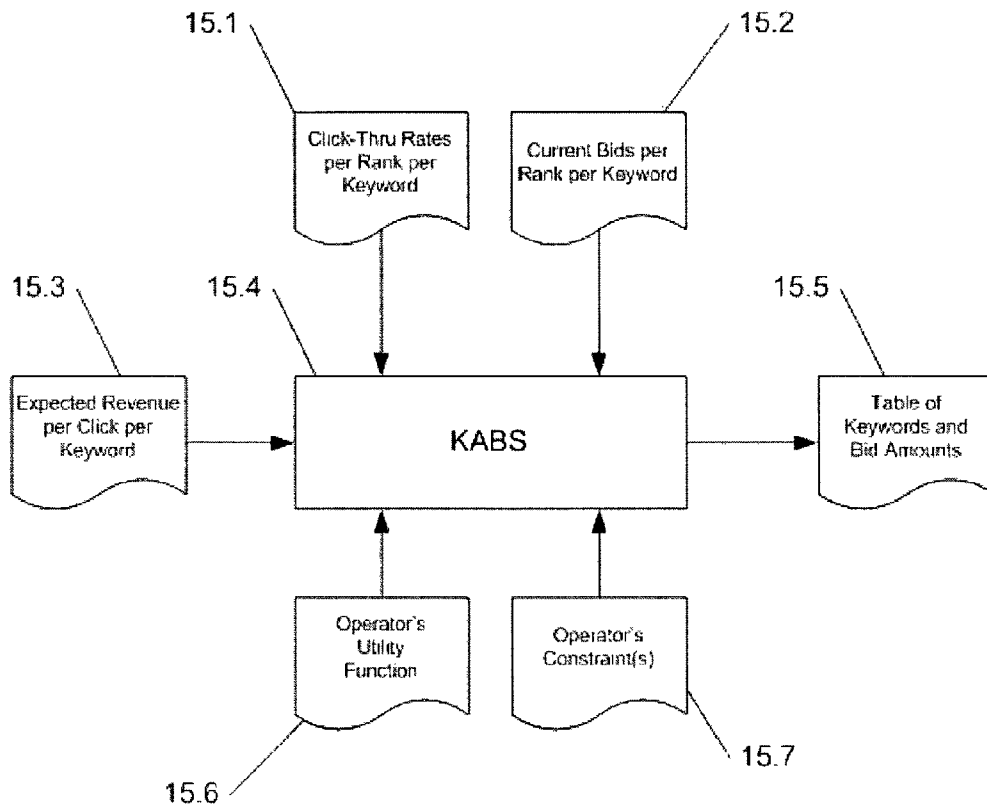 15.1
15.2
Click-Thru Rates
per Rank per
Keyword
Current Bids per
Rank per Keyword
15.3
15.4
15.5
Expected Revenue
per Click per
Keyword
KABS
Table of
Keywords and
Bid Amounts
Operator`s
Utility
Function
Operator`s
Constraint(s)
15.6
15.7